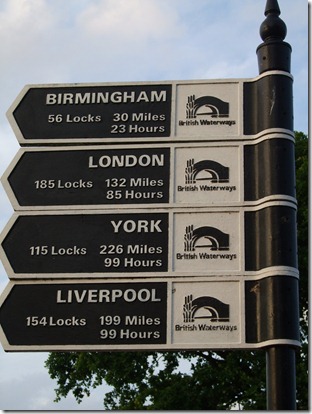 BIRMINGHAM
56 Locks 30 Miles
23 Hours
British Waterways
LONDON
185 Locks 132 Miles
85 Hours
British Waterways
YORK
115 Locks 226 Miles
99 Hours
British Waterways
LIVERPOOL
154 Locks 199 Miles
99 Hours
British Waterways